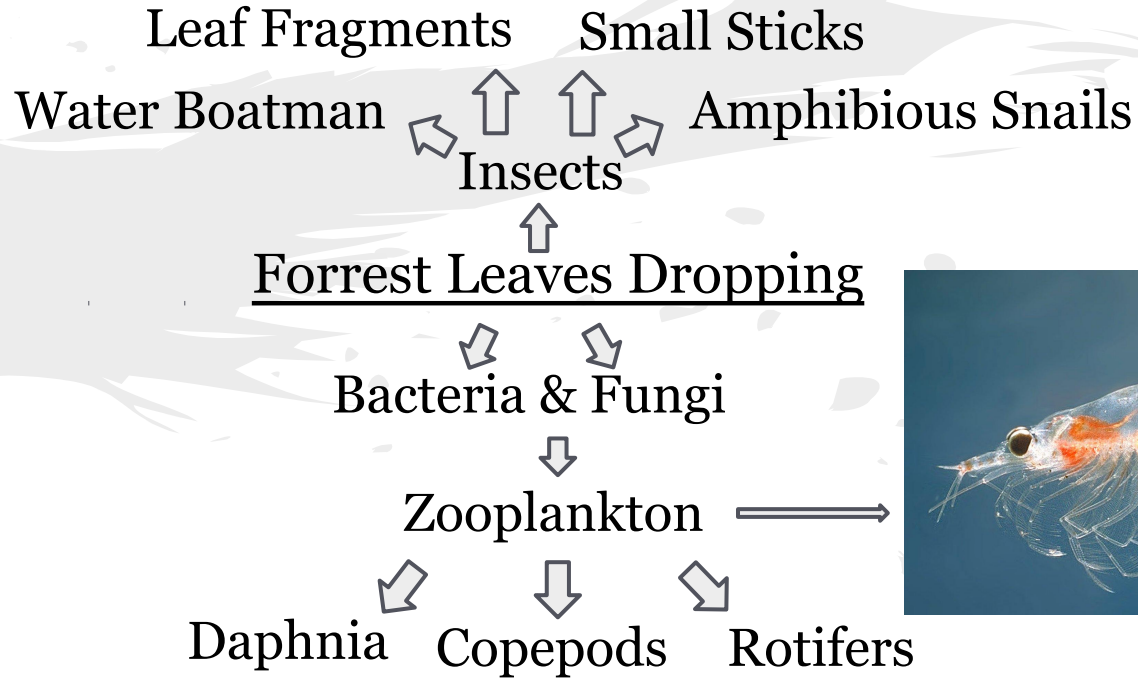 Leaf Fragments
Small Sticks
Water Boatman
Amphibious Snails
Insects
Forrest Leaves Dropping
Bacteria & Fungi
Zooplankton
Daphnia
Copepods
Rotifers